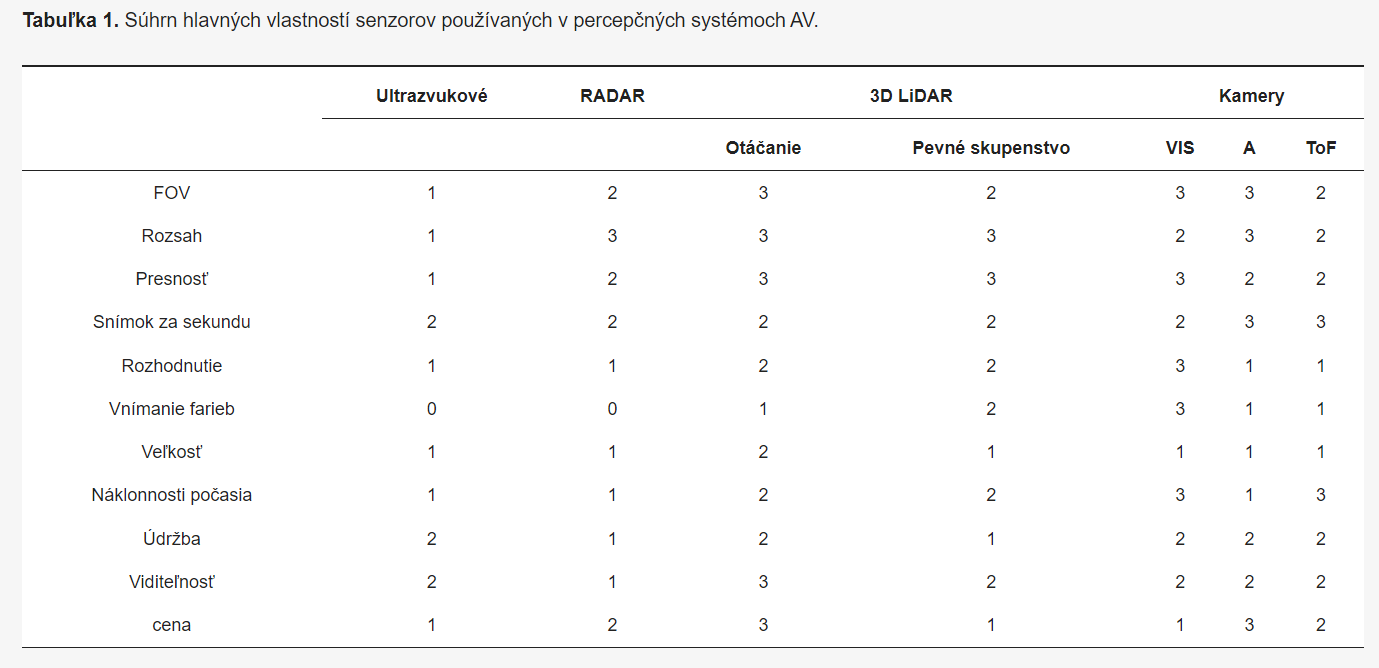 Tabuľka 1. Súhrn hlavných vlastností senzorov používaných v percepčných systémoch AV.
Ultrazvukové RADAR 3D LiDAR Kamery
Otáčanie Pevné skupenstvo VIS A ToF
FOV 1 2 3 2 3 3 2
Rozsah 1 3 3 3 2 3 2
Presnosť 1 2 3 3 3 2 2
Snímok za sekundu 2 2 2 2 2 3 3
Rozhodnutie 1 1 2 2 3 1 1
Vnímanie farieb 0 0 1 2 3 1 1
Veľkosť 1 1 2 1 1 1 1
Náklonnosti počasia 1 1 2 2 3 1 3
Údržba 2 1 2 1 2 2 2
Viditeľnosť 2 1 3 2 2 2 2
cena 1 2 3 1 1 3 2